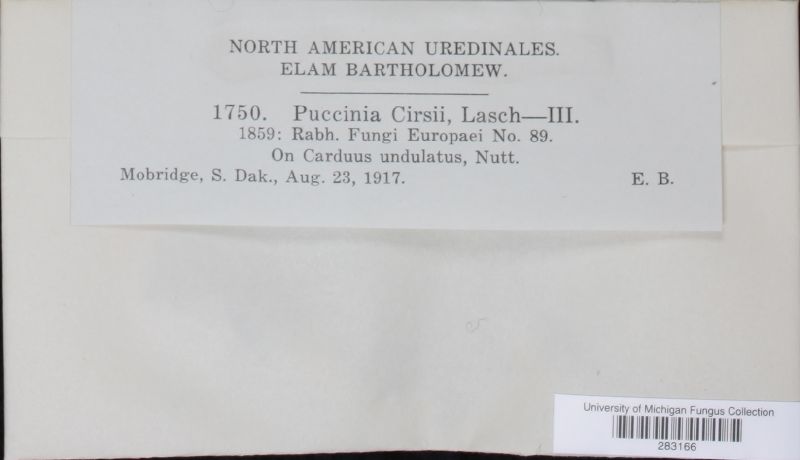 NORTH AMERICAN UREDINALES.
ELAM BARTHOLOMEW.
1750. Puccinia Cirsii, Lasch—III.
1859: Rabh. Fungi Europaei No. 89.
On Carduus undulatus, Nutt.
Mobridge, S. Dak., Aug. 23, 1917. E. B.
University of Michigan Fungus Collection
283166